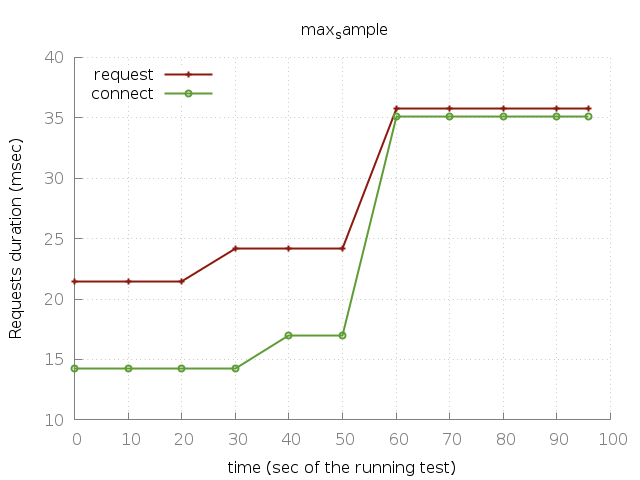 max_sample
request
connect
Requests duration (msec)
40
35
30
25
20
15
10
0 10 20 30 40 50 60 70 80 90 100
time (sec of the running test)